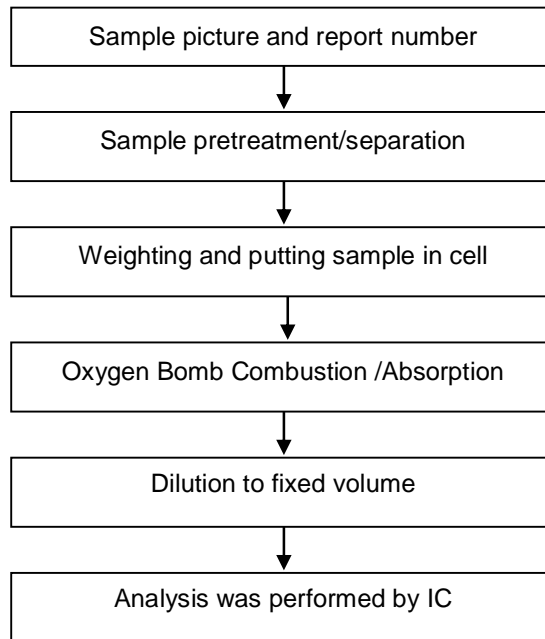 Sample picture and report number
Sample pretreatment/separation
Weighting and putting sample in cell
Oxygen Bomb Combustion /Absorption
Dilution to fixed volume
Analysis was performed by IC